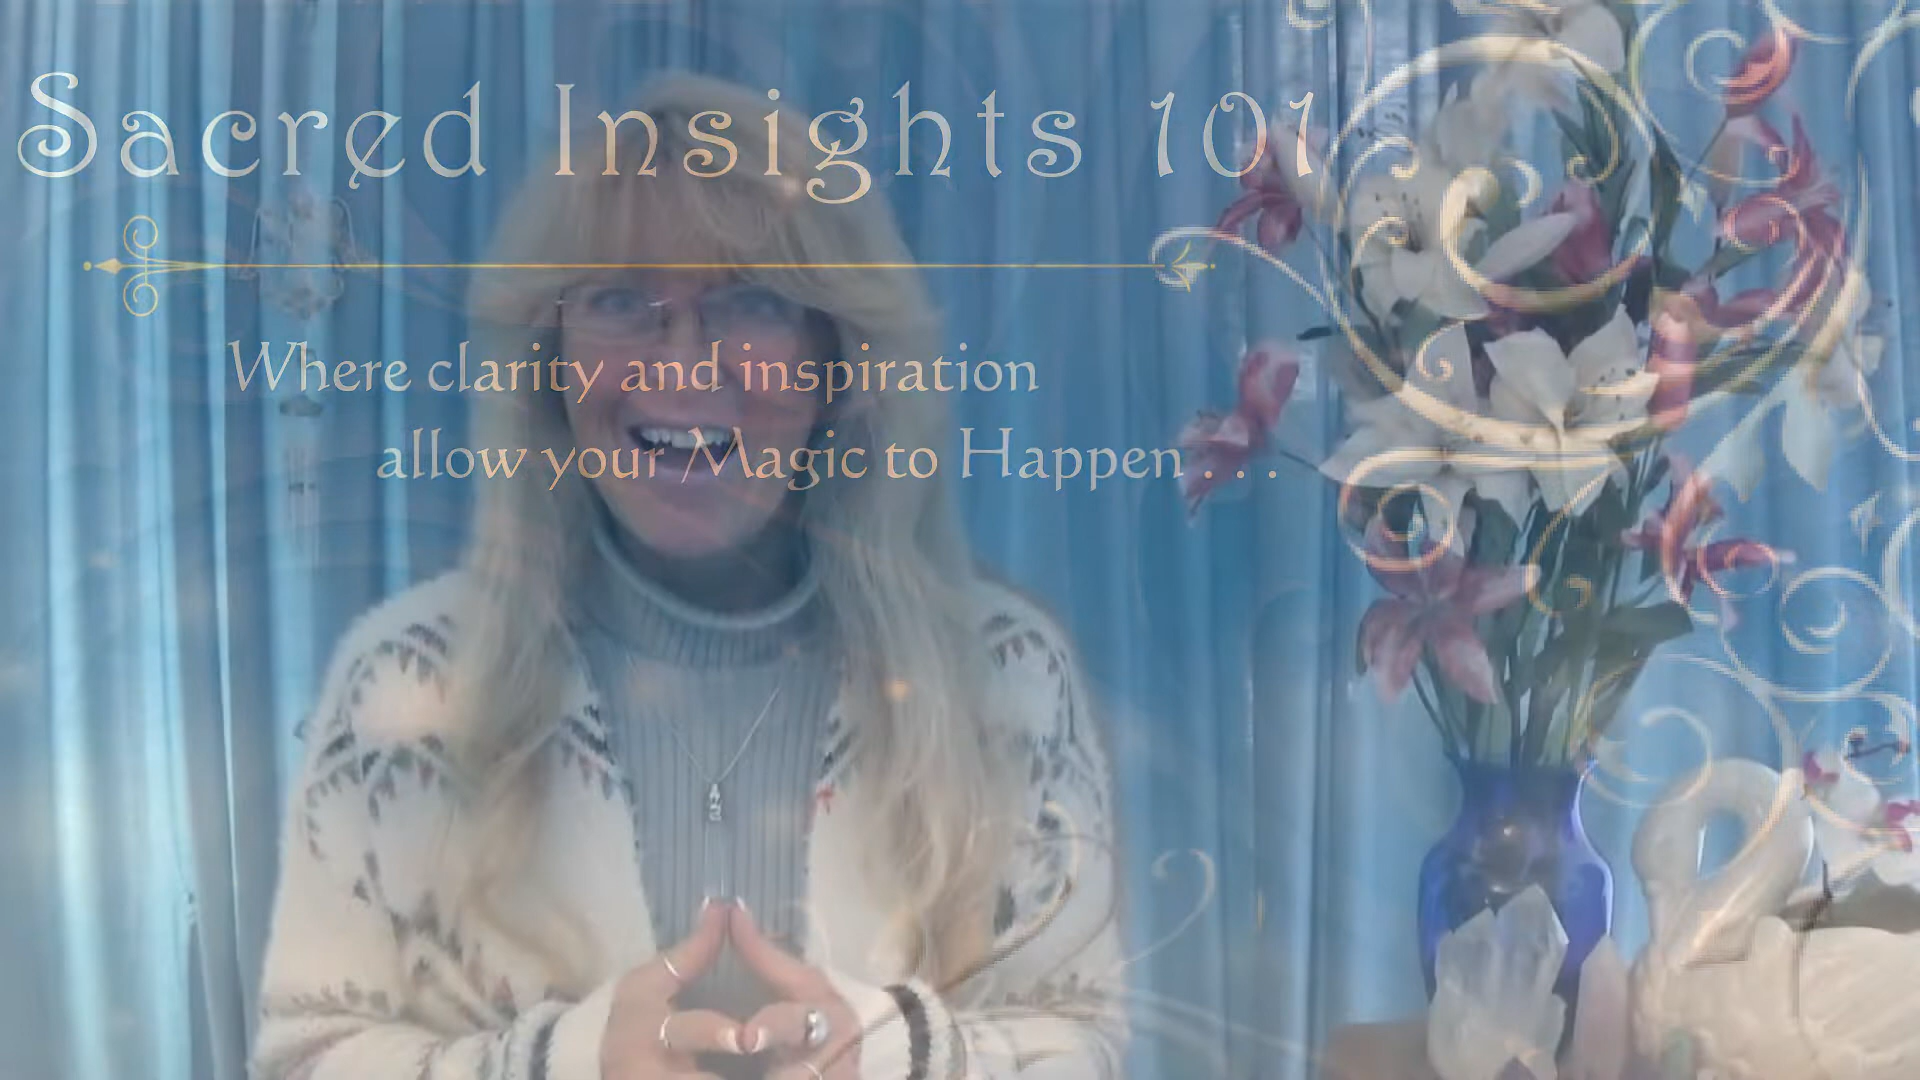 Sacred Insights 101
Where clarity and inspiration
allow your Magic to Happen . . .